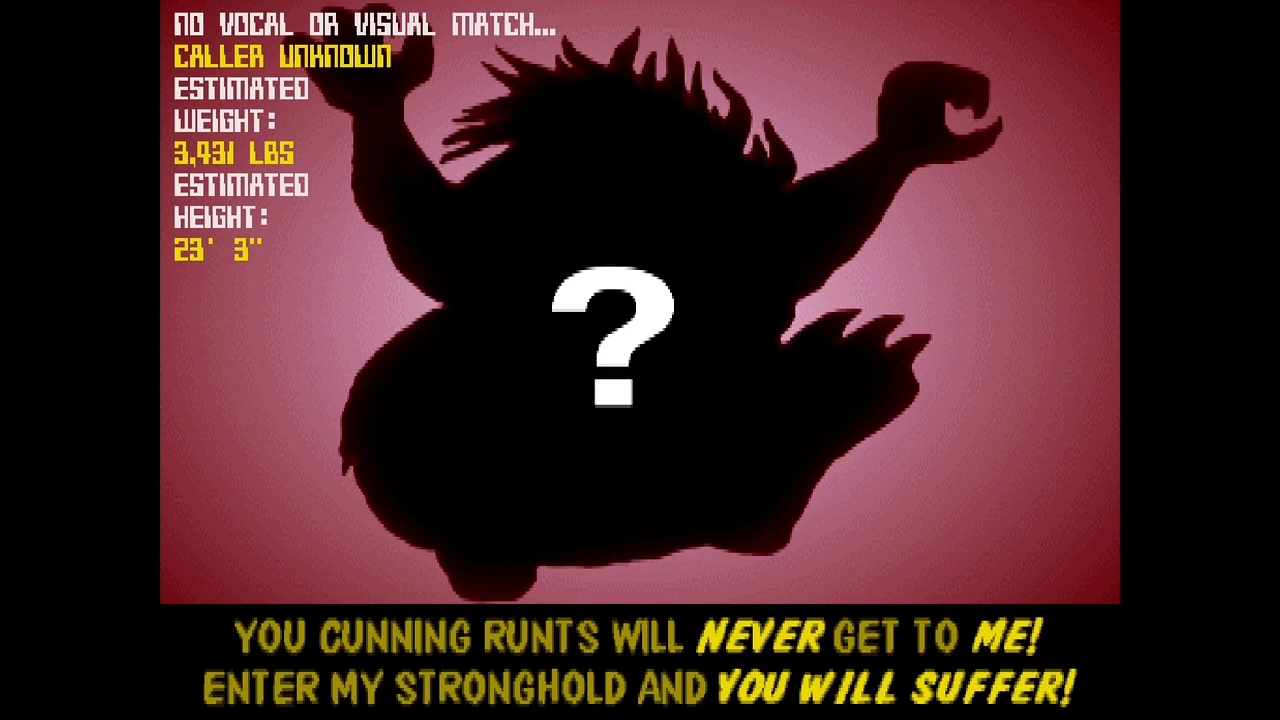 NO VOCAL OR VISUAL MATCH...
CALLER UNKNOWN
ESTIMATED
WEIGHT:
3,931 LBS
ESTIMATED
HEIGHT:
23' 3"
?
YOU CUNNING RUNTS WILL NEVER GET TO ME!
ENTER MY STRONGHOLD AND YOU WILL SUFFER!